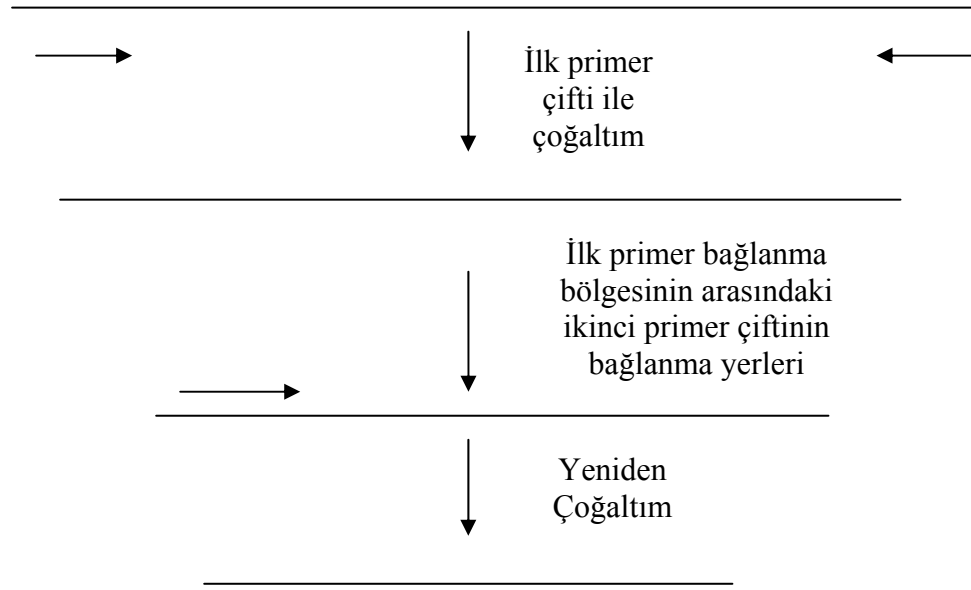 İlk primer
çifti ile
çoğaltım
İlk primer bağlanma
bölgesinin arasındaki
ikinci primer çiftinin
bağlanma yerleri
Yeniden
Çoğaltım